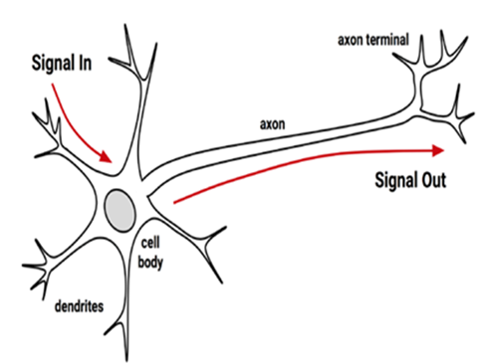 axon terminal
Signal In
axon
Signal Out
cell
body
dendrites